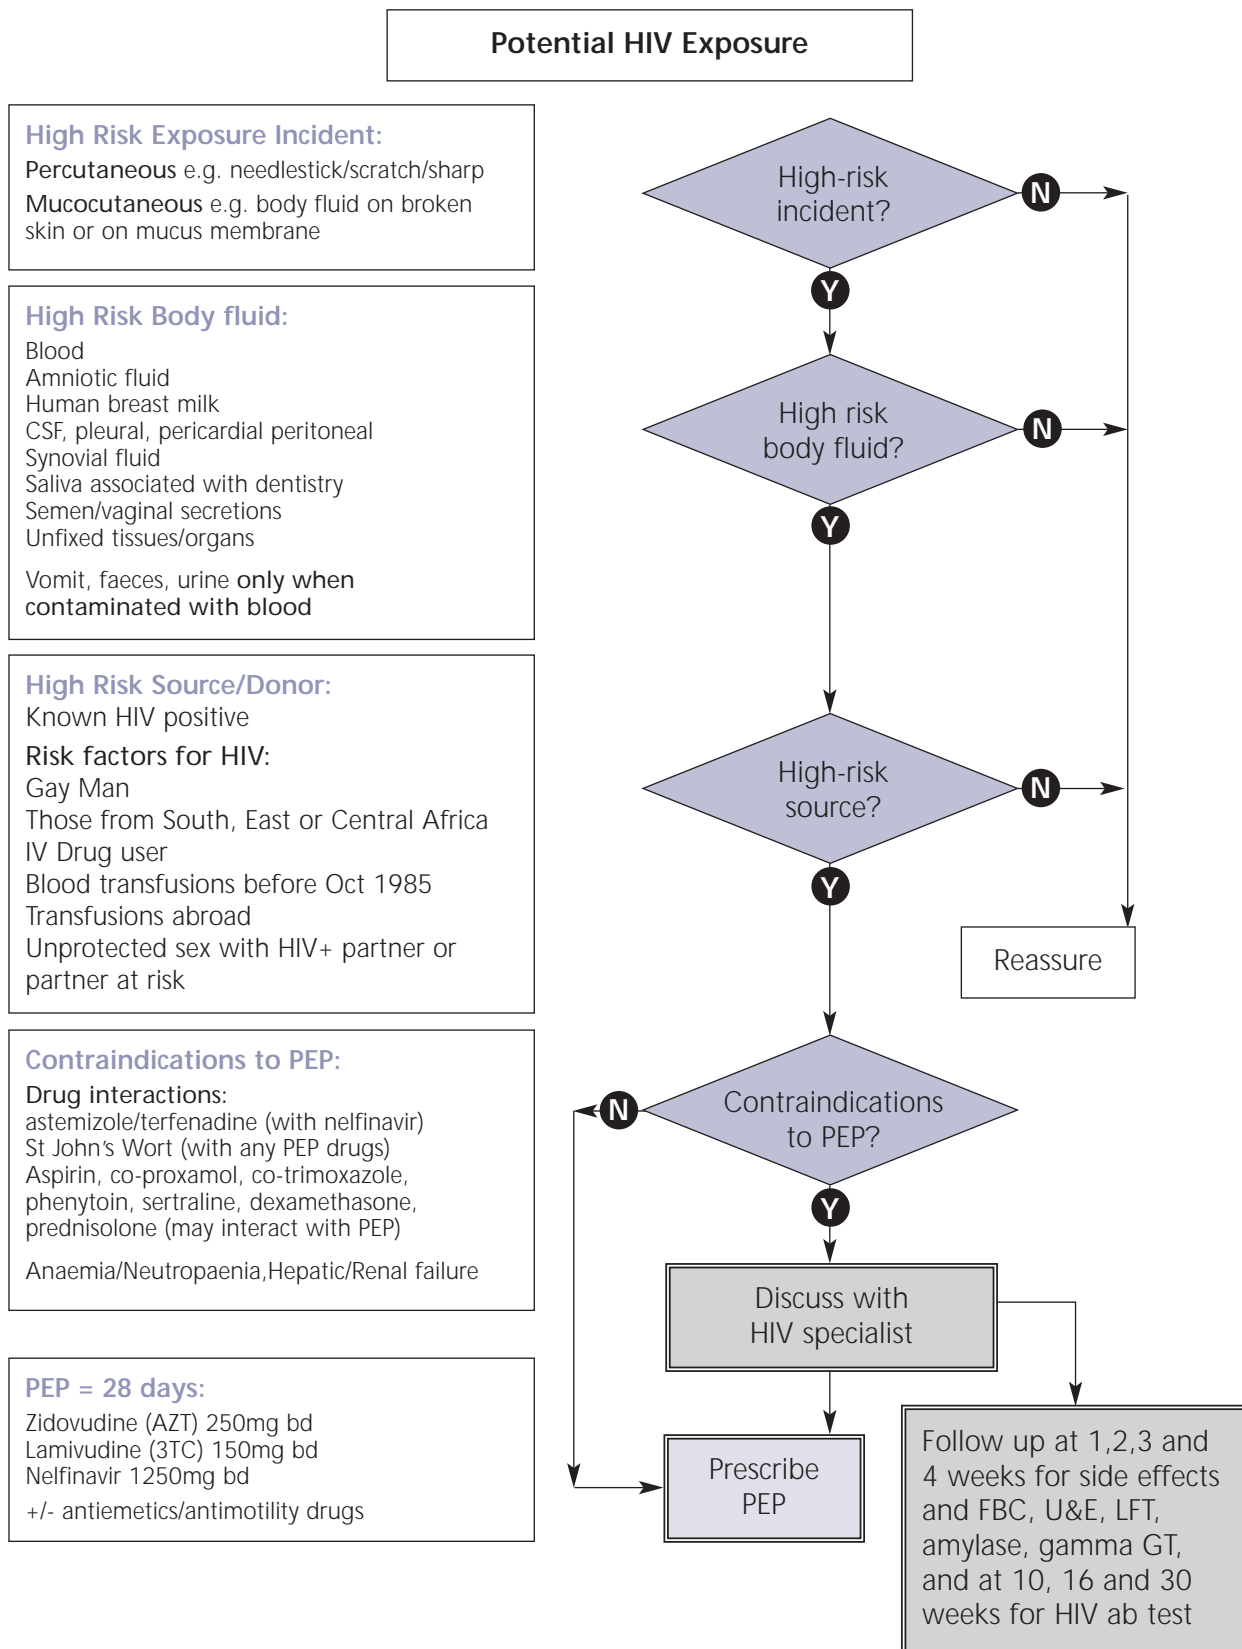 Potential HIV Exposure
High Risk Exposure Incident:
Percutaneous e.g. needlestick/scratch/sharp
Mucocutaneous e.g. body fluid on broken
skin or on mucus membrane
High Risk Body fluid:
Blood
Amniotic fluid
Human breast milk
CSF, pleural, pericardial peritoneal
Synovial fluid
Saliva associated with dentistry
Semen/vaginal secretions
Unfixed tissues/organs
Vomit, faeces, urine only when
contaminated with blood
High Risk Source/Donor:
Known HIV positive
Risk factors for HIV:
Gay Man
Those from South, East or Central Africa
IV Drug user
Blood transfusions before Oct 1985
Transfusions abroad
Unprotected sex with HIV+ partner or
partner at risk
Contraindications to PEP:
Drug interactions:
astemizole/terfenadine (with nelfinavir)
St John's Wort (with any PEP drugs)
Aspirin, co-proxamol, co-trimoxazole,
phenytoin, sertraline, dexamethasone,
prednisolone (may interact with PEP)
Anaemia/Neutropaenia,Hepatic/Renal failure
PEP = 28 days:
Zidovudine (AZT) 250mg bd
Lamivudine (3TC) 150mg bd
Nelfinavir 1250mg bd
+/- antiemetics/antimotility drugs
High-risk
incident?
N
Y
High risk
body fluid?
N
Y
High-risk
source?
N
Y
Reassure
Contraindications
to PEP?
N
Y
Discuss with
HIV specialist
Prescribe
PEP
Follow up at 1,2,3 and
4 weeks for side effects
and FBC, U&E, LFT,
amylase, gamma GT,
and at 10, 16 and 30
weeks for HIV ab test